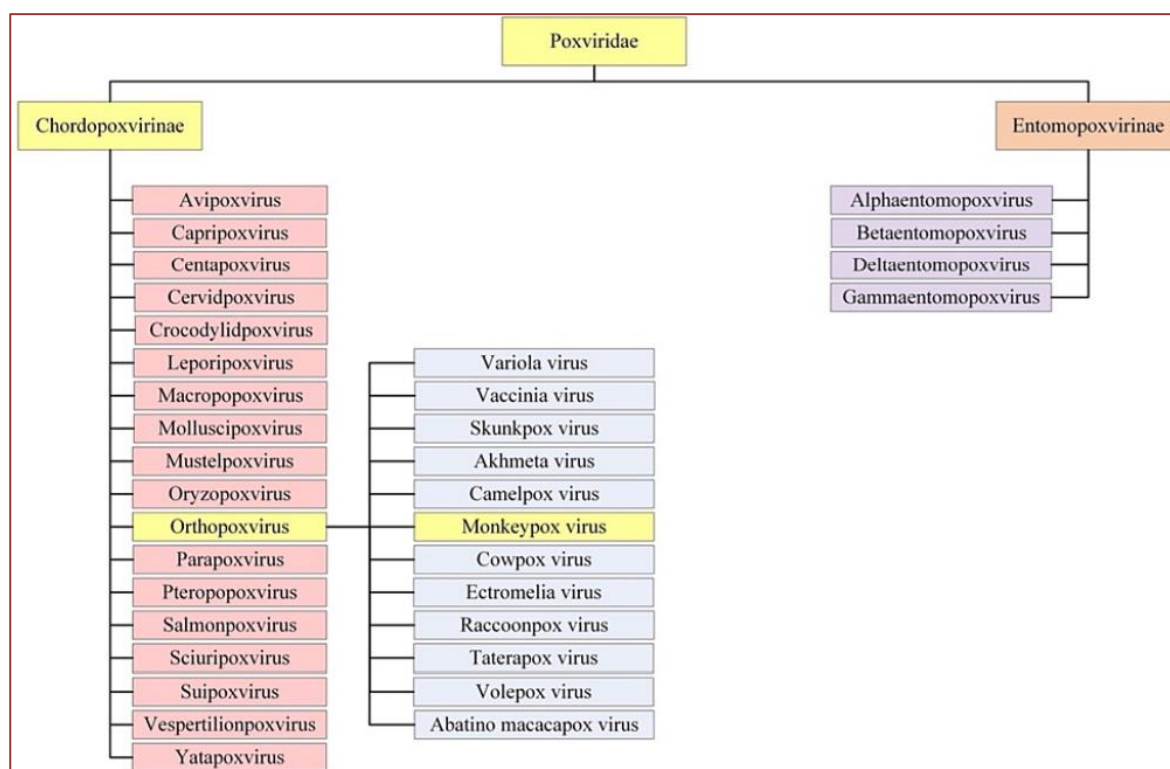 Poxviridae
Chordopoxvirinae
Entomopoxvirinae
Avipoxvirus
Capripoxvirus
Centapoxvirus
Cervidpoxvirus
Crocodylidpoxvirus
Leporipoxvirus
Macropopoxvirus
Molluscipoxvirus
Mustelpoxvirus
Oryzopoxvirus
Orthopoxvirus
Parapoxvirus
Pteropopoxvirus
Salmonpoxvirus
Sciuripoxvirus
Suipoxvirus
Vespertilionpoxvirus
Yatapoxvirus
Variola virus
Vaccinia virus
Skunkpox virus
Akhmeta virus
Camelpox virus
Monkeypox virus
Cowpox virus
Ectromelia virus
Raccoonpox virus
Taterapox virus
Volepox virus
Abatino macacapox virus
Alphaentomopoxvirus
Betaentomopoxvirus
Deltaentomopoxvirus
Gammaentomopoxvirus